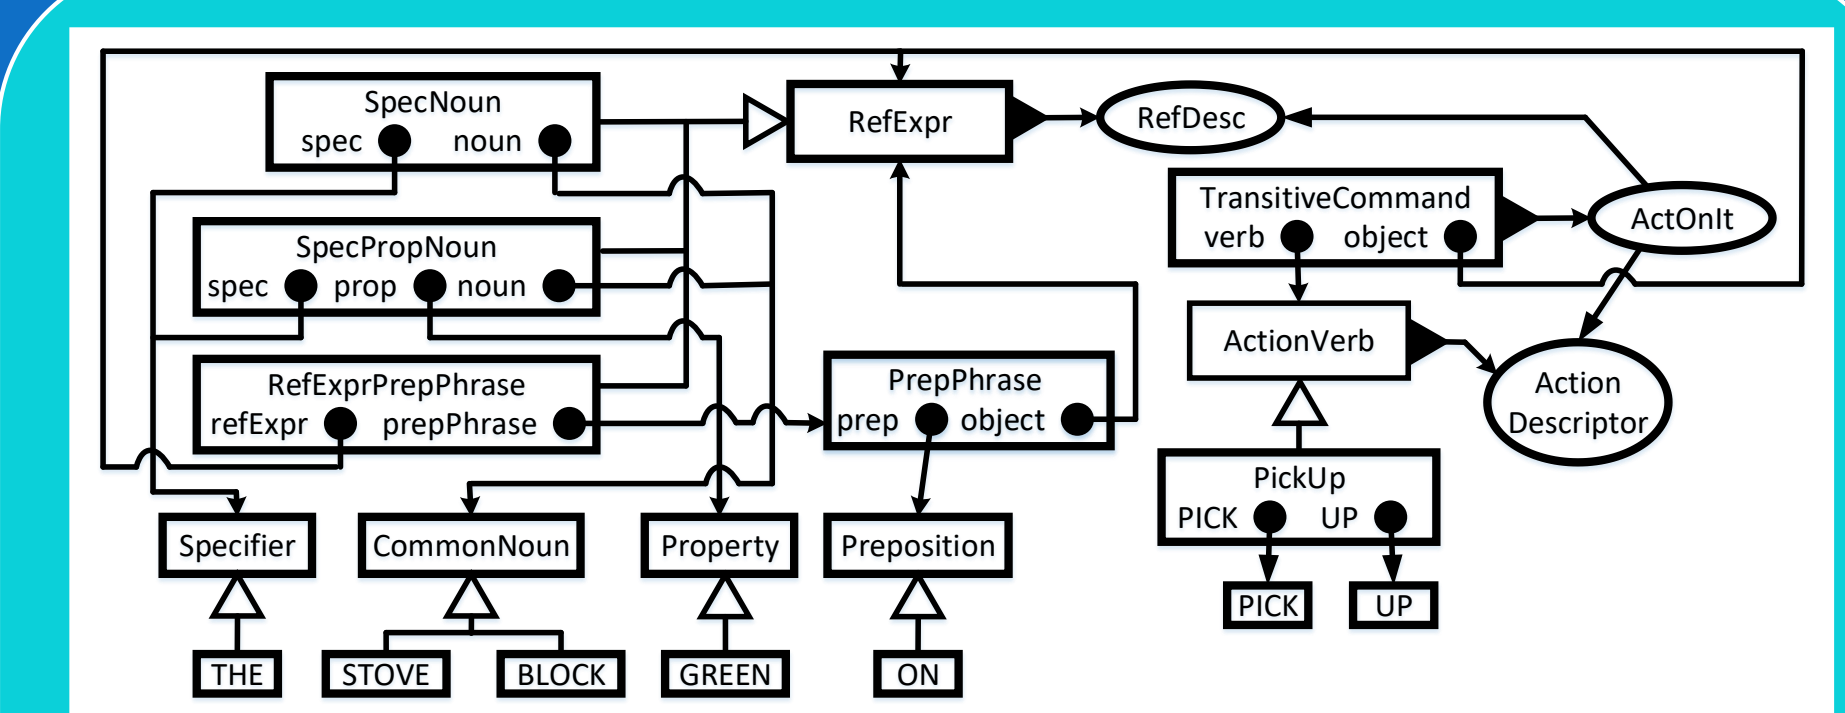 SpecNoun
spec noun
RefExpr
RefDesc
TransitiveCommand
verb object
ActOnIt
SpecPropNoun
spec prop noun
ActionVerb
RefExprPrepPhrase
refExpr prepPhrase
PrepPhrase
prep object
Action
Descriptor
PickUp
PICK UP
Specifier
CommonNoun
Property
Preposition
PICK
UP
THE
STOVE
BLOCK
GREEN
ON